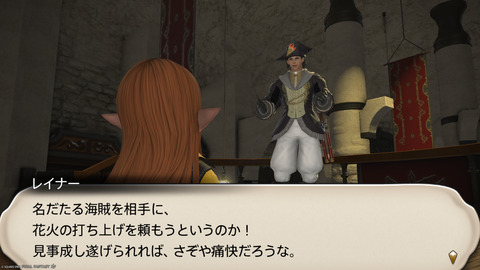 レイナー
名だたる海賊を相手に、
花火の打ち上げを頼もうというのか！
見事成し遂げられれば、さぞや痛快だろうな。